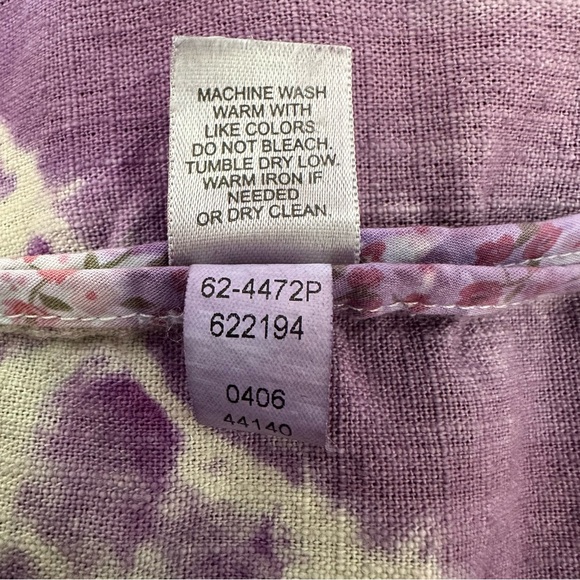 MACHINE WASH
WARM WITH
LIKE COLORS
DO NOT BLEACH.
TUMBLE DRY LOW.
WARM IRON IF
NEEDED
OR DRY CLEAN.
62-4472P
622194
0406
44140